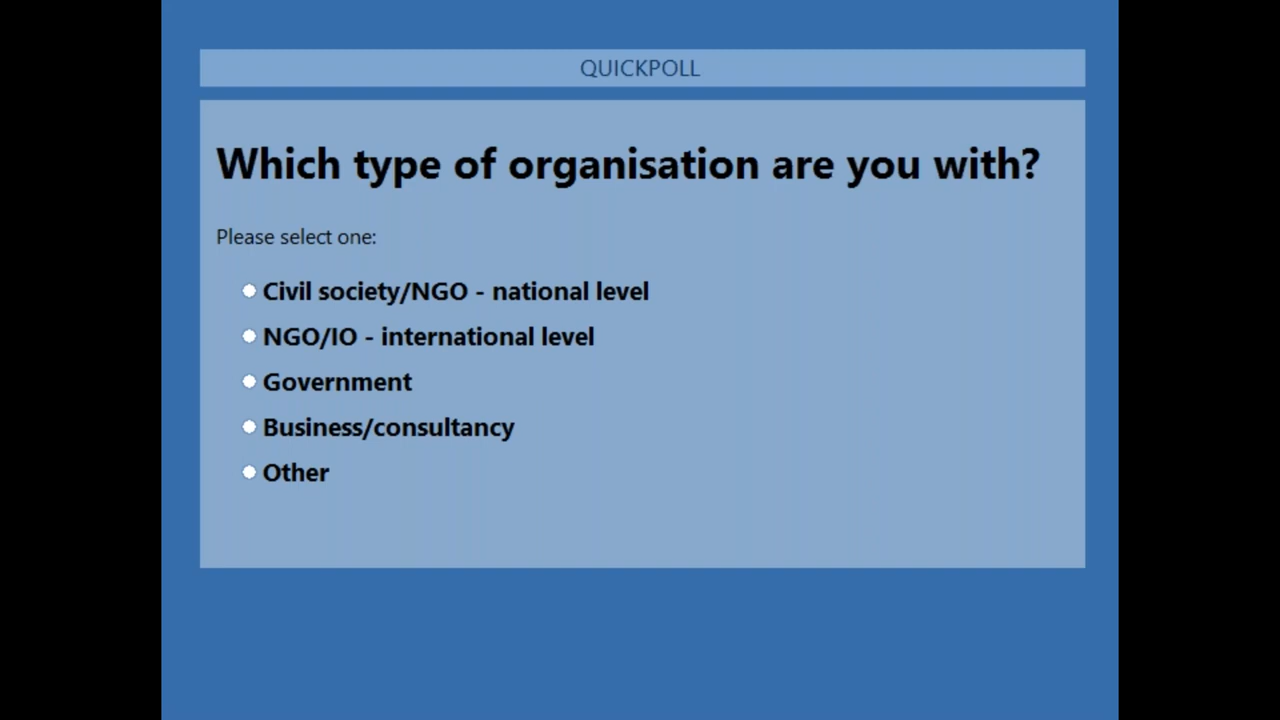 QUICKPOLL
Which type of organisation are you with?
Please select one:
Civil society/NGO - national level
NGO/IO - international level
Government
Business/consultancy
Other